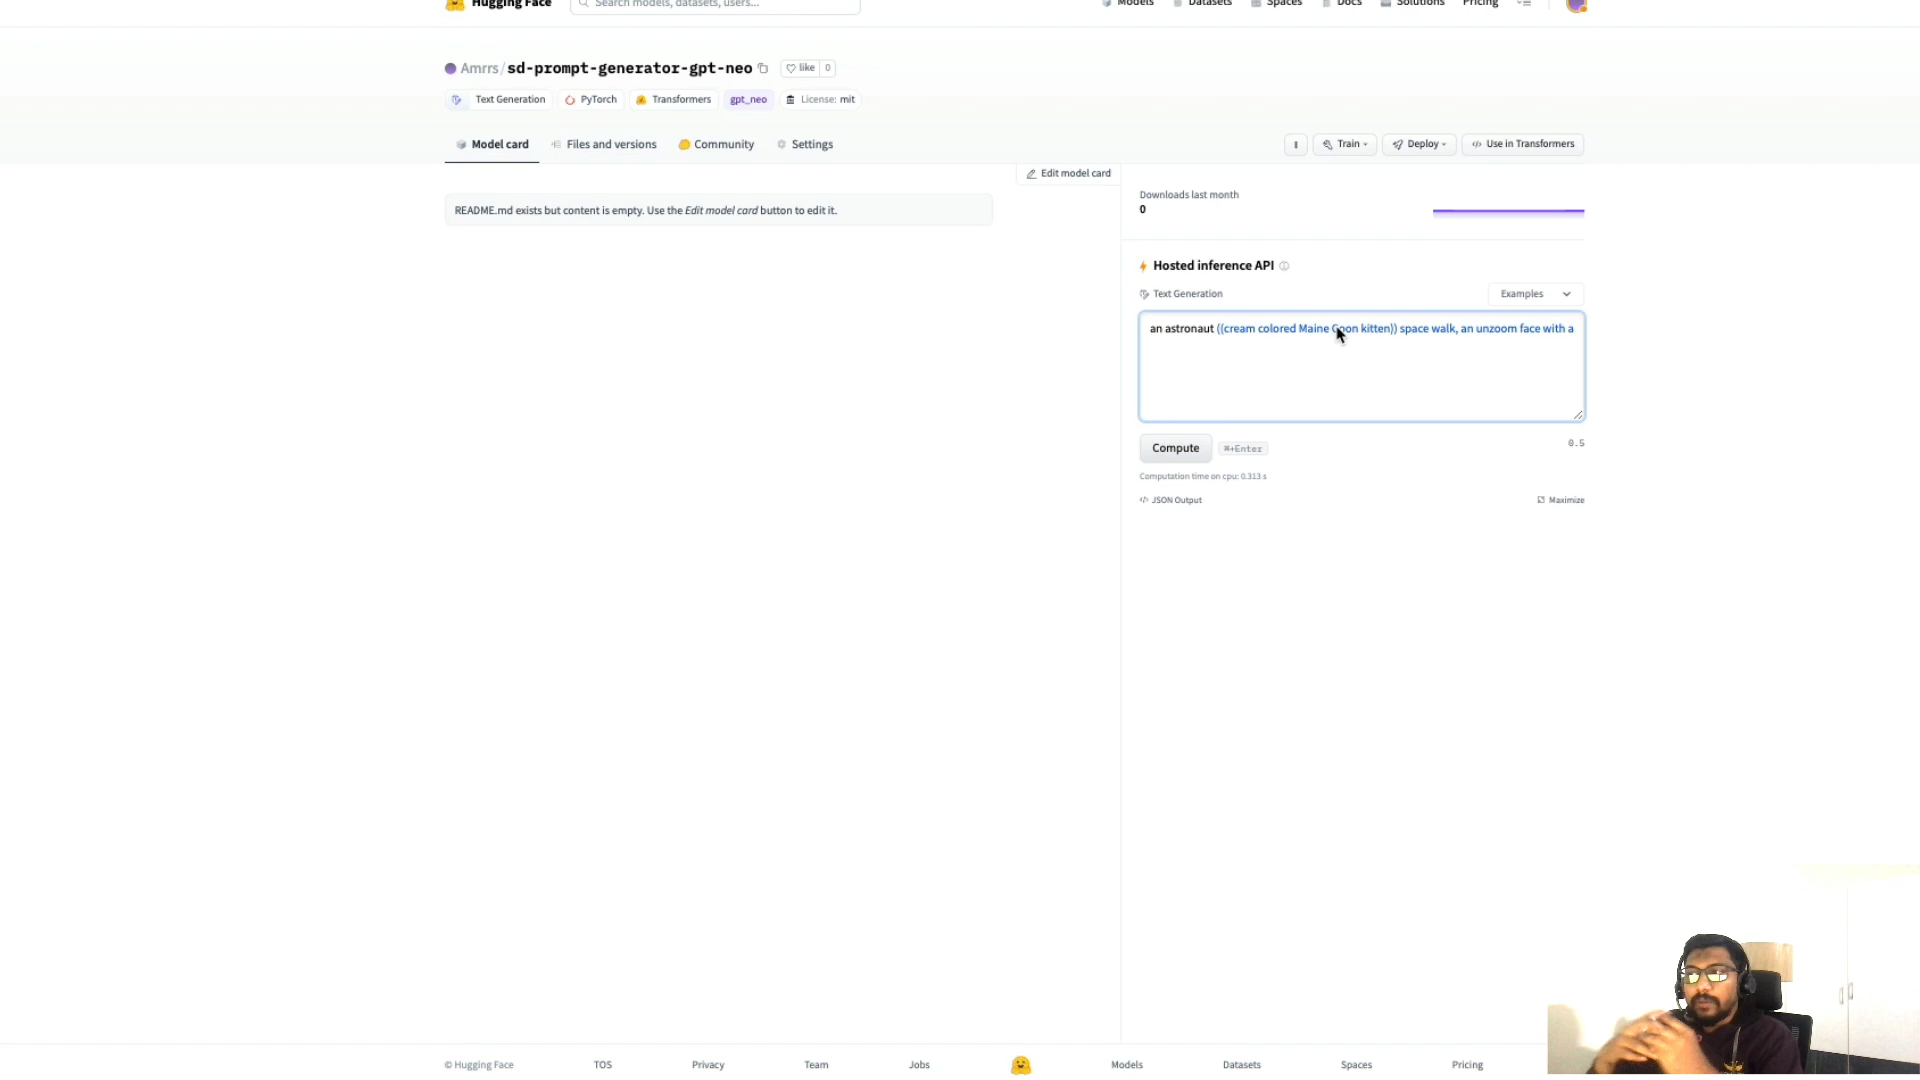 Hugging Face
Search models, datasets, users...
Models
Datasets
Spaces
Docs
Solutions
Pricing
Amrrs/sd-prompt-generator-gpt-neo
like 0
Text Generation
PyTorch
Transformers
gpt_neo
License: mit
Model card
Files and versions
Community
Settings
Train
Deploy
</> Use in Transformers
Edit model card
README.md exists but content is empty. Use the Edit model card button to edit it.
Downloads last month
0
Hosted inference API
Text Generation
Examples
an astronaut ((cream colored Maine Coon kitten)) space walk, an unzoom face with a
Compute
⌘+Enter
0.5
Computation time on cpu: 0.313 s
</> JSON Output
Maximize
© Hugging Face
TOS
Privacy
Team
Jobs
Models
Datasets
Spaces
Pricing